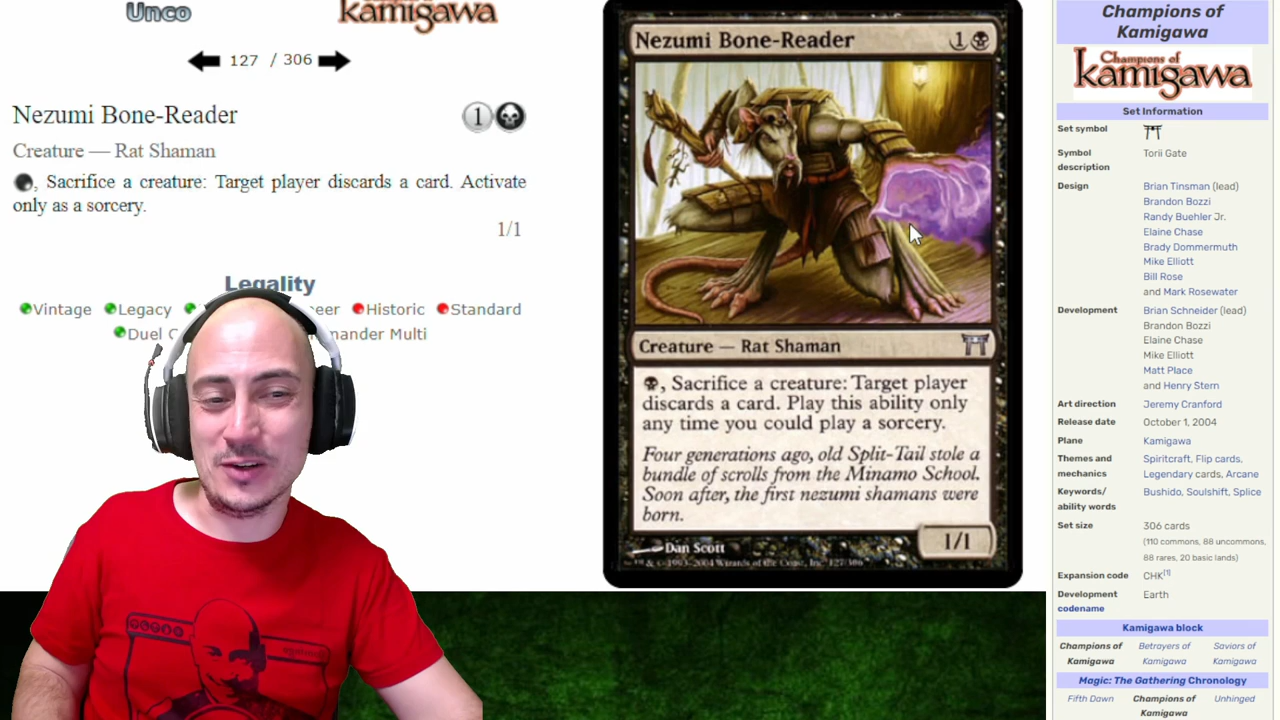 Unco
kamigawa
127 / 306
Nezumi Bone-Reader
1
Creature — Rat Shaman
, Sacrifice a creature: Target player discards a card. Activate
only as a sorcery.
1/1
Legality
Vintage Legacy Historic Standard
Duel Multi
Nezumi Bone-Reader 1
Creature — Rat Shaman
, Sacrifice a creature: Target player
discards a card. Play this ability only
any time you could play a sorcery.
Four generations ago, old Split-Tail stole a
bundle of scrolls from the Minamo School.
Soon after, the first nezumi shamans were
born.
Dan Scott
1/1
Champions of
Kamigawa
Champions of
kamigawa
Set Information
Set symbol
Symbol description Torii Gate
Design Brian Tinsman (lead)
Brandon Bozzi
Randy Buehler Jr.
Elaine Chase
Brady Dommermuth
Mike Elliott
Bill Rose
and Mark Rosewater
Development Brian Schneider (lead)
Brandon Bozzi
Elaine Chase
Mike Elliott
Matt Place
and Henry Stern
Art direction Jeremy Cranford
Release date October 1, 2004
Plane Kamigawa
Themes and Spiritcraft, Flip cards,
mechanics Legendary cards, Arcane
Keywords/ Bushido, Soulshift, Splice
ability words
Set size 306 cards
(110 commons, 88 uncommons,
88 rares, 20 basic lands)
Expansion code CHK[1]
Development Earth
codename
Kamigawa block
Champions of Betrayers of Saviors of
Kamigawa Kamigawa Kamigawa
Magic: The Gathering Chronology
Fifth Dawn Champions of Unhinged
Kamigawa